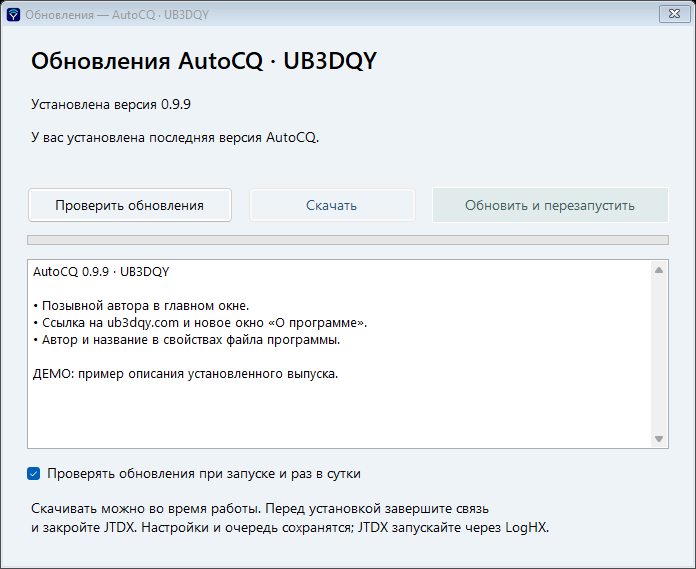 Обновления — AutoCQ · UB3DQY
Обновления AutoCQ · UB3DQY
Установлена версия 0.9.9
У вас установлена последняя версия AutoCQ.
Проверить обновления
Скачать
Обновить и перезапустить
AutoCQ 0.9.9 · UB3DQY
• Позывной автора в главном окне.
• Ссылка на ub3dqy.com и новое окно «О программе».
• Автор и название в свойствах файла программы.
ДЕМО: пример описания установленного выпуска.
Проверять обновления при запуске и раз в сутки
Скачивать можно во время работы. Перед установкой завершите связь
и закройте JTDX. Настройки и очередь сохранятся; JTDX запускайте через LogHX.